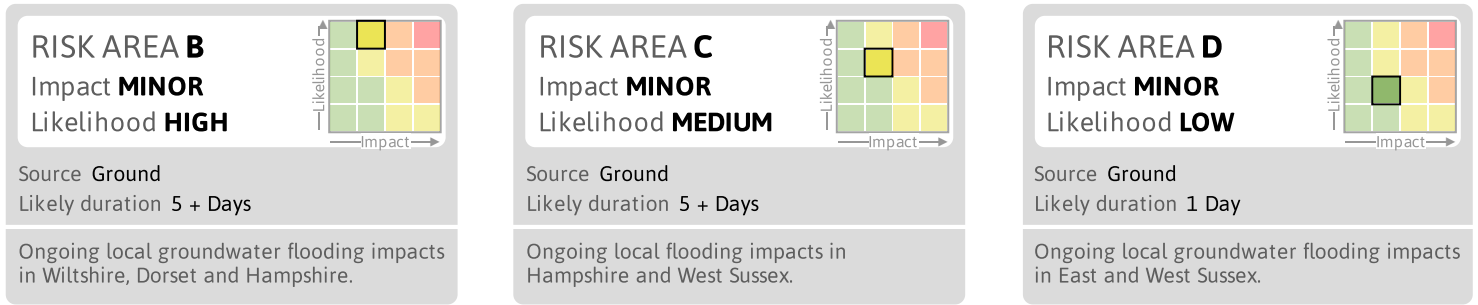 RISK AREA B
Impact MINOR
Likelihood HIGH
Likelihood
Impact
Source Ground
Likely duration 5 + Days
Ongoing local groundwater flooding impacts
in Wiltshire, Dorset and Hampshire.
RISK AREA C
Impact MINOR
Likelihood MEDIUM
Likelihood
Impact
Source Ground
Likely duration 5 + Days
Ongoing local flooding impacts in
Hampshire and West Sussex.
RISK AREA D
Impact MINOR
Likelihood LOW
Likelihood
Impact
Source Ground
Likely duration 1 Day
Ongoing local groundwater flooding impacts
in East and West Sussex.